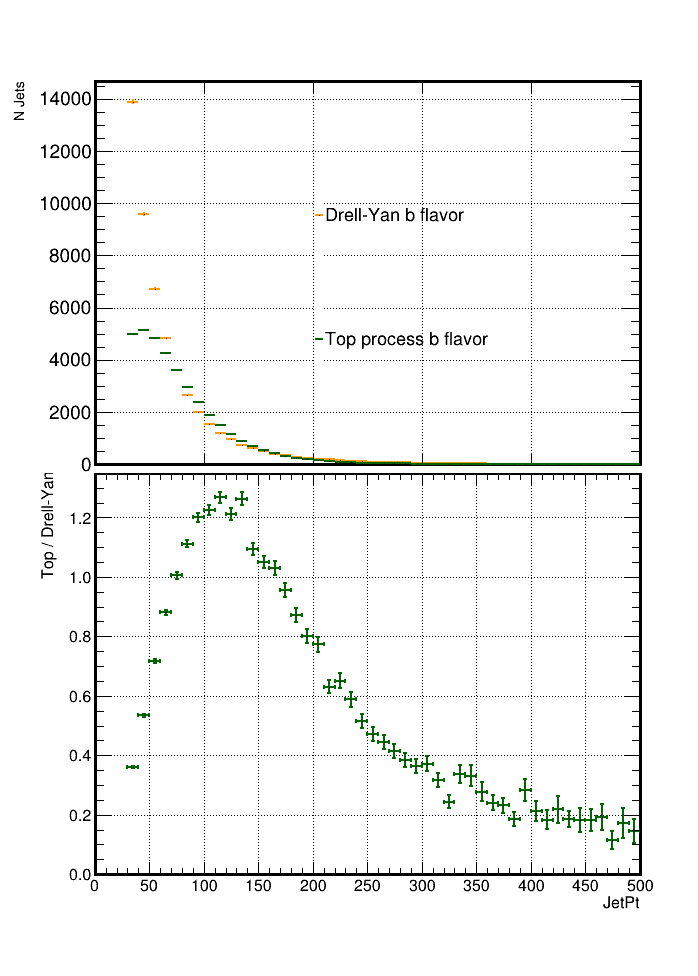 N Jets
14000
12000
10000
8000
6000
4000
2000
0
Drell-Yan b flavor
Top process b flavor
Top / Drell-Yan
1.2
1.0
0.8
0.6
0.4
0.2
0.0
0 50 100 150 200 250 300 350 400 450 500
JetPt